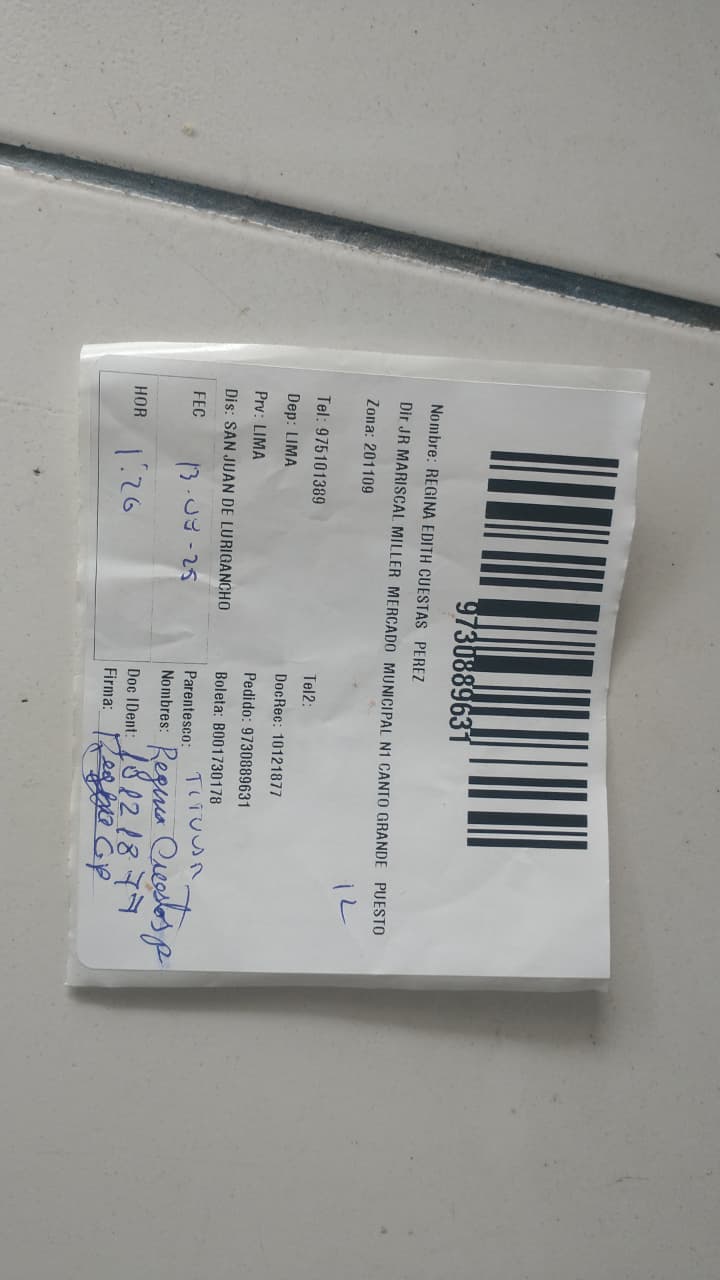 9730889631
Nombre: REGINA EDITH CUESTAS PEREZ
Dir JR MARISCAL MILLER MERCADO MUNICIPAL N1 CANTO GRANDE PUESTO
Zona: 201109
12
Tel: 975101389 Tel2:
Dep: LIMA DocRec: 10121877
Prv: LIMA Pedido: 9730889631
Dis: SAN JUAN DE LURIGANCHO Boleta: B001730178
FEC 13.09-25 Parentesco: TITULAR
Nombres: Regina Cuestas P
HOR 1:26 Doc IDent: 10121877
Firma: